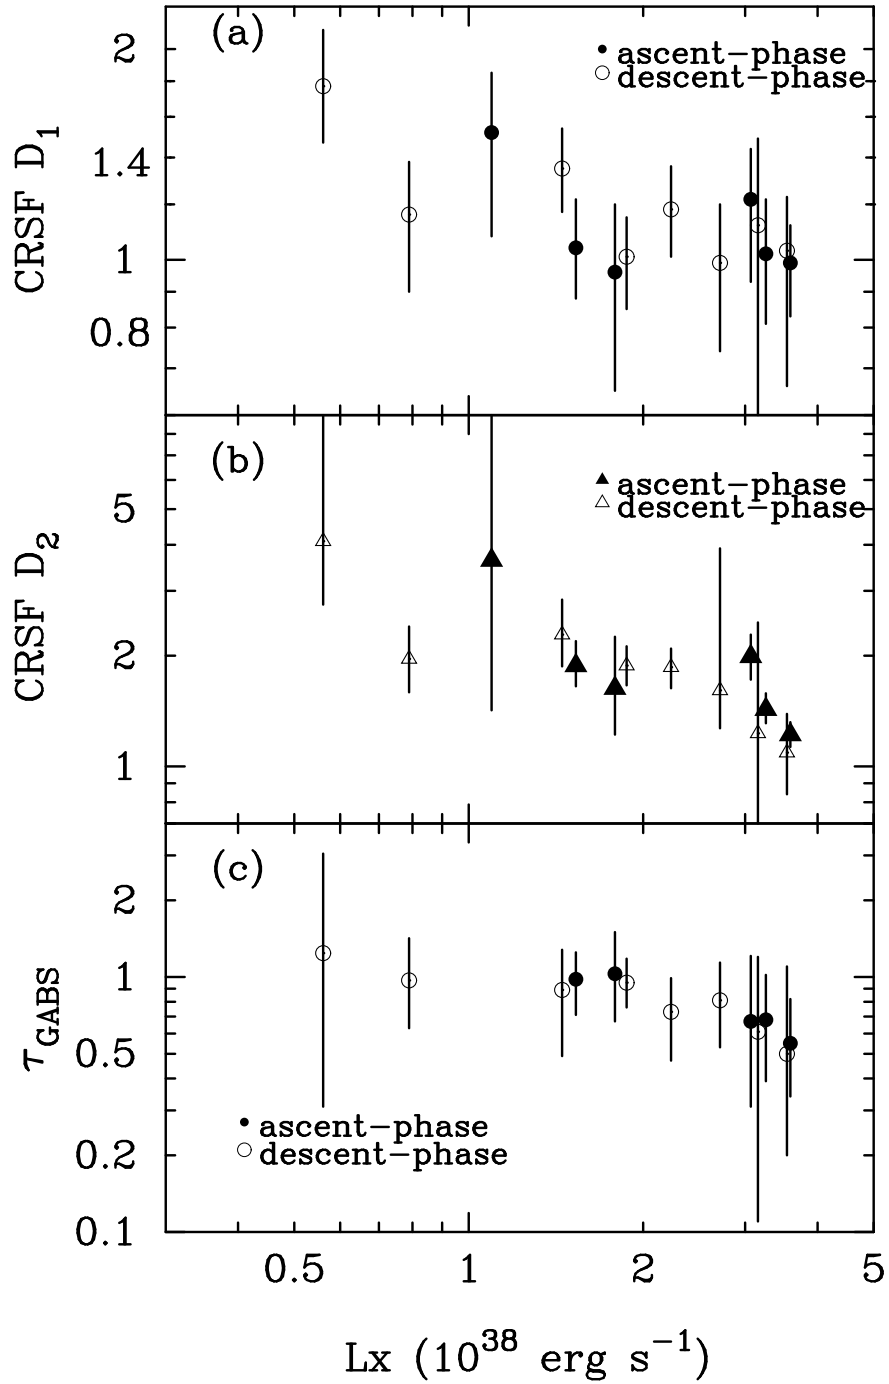 (a)
ascent−phase
descent−phase
2
1.4
1
0.8
CRSF D₁
(b)
ascent−phase
descent−phase
5
2
1
CRSF D₂
(c)
2
1
0.5
0.2
0.1
τGABS
ascent−phase
descent−phase
0.5 1 2 5
Lx (10³⁸ erg s⁻¹)